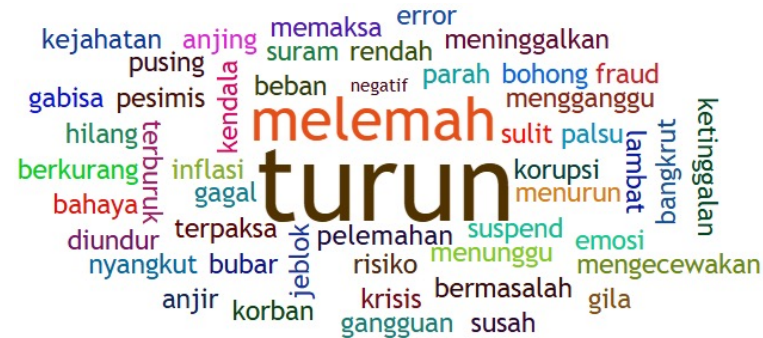 error
kejahatan anjing memaksa meninggalkan
pusing suram rendah
kendala beban negatif parah bohong fraud
gabisa pesimis mengganggu
hilang terburuk melemah sulit palsu lambat bangkrut ketinggalan
berkurang inflasi turun korupsi
bahaya gagal menurun
diundur terpaksa jeblok pelemahan suspend emosi
nyangkut bubar risiko menunggu mengecewakan
anjir korban krisis bermasalah gila
gangguan susah